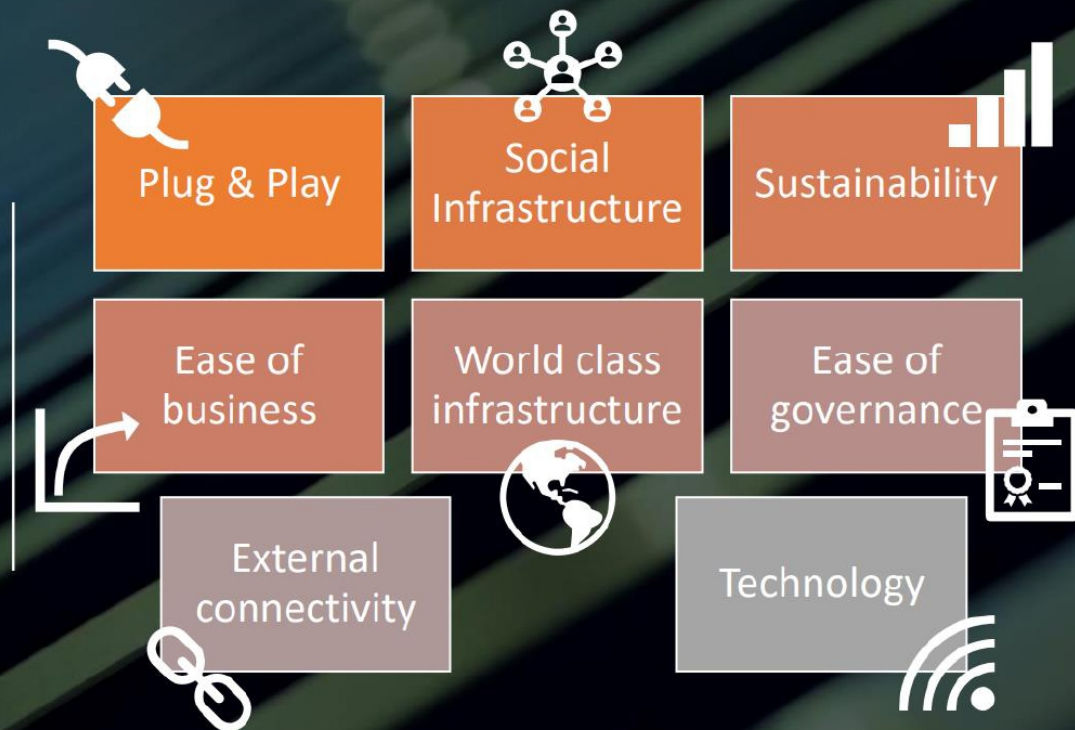 Plug & Play
Social
Infrastructure
Sustainability
Ease of
business
World class
infrastructure
Ease of
governance
External
connectivity
Technology